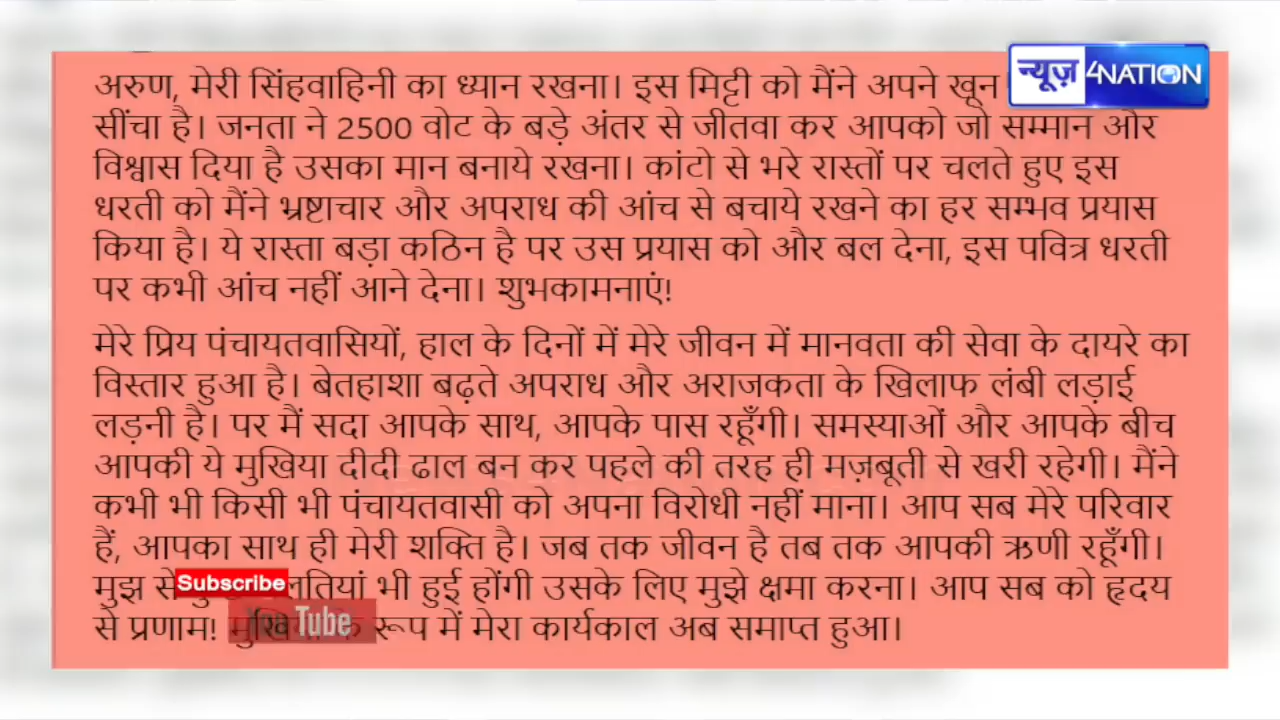 न्यूज़ 4NATION
अरुण, मेरी सिंहवाहिनी का ध्यान रखना। इस मिट्टी को मैंने अपने खून
सींचा है। जनता ने 2500 वोट के बड़े अंतर से जीतवा कर आपको जो सम्मान और
विश्वास दिया है उसका मान बनाये रखना। कांटो से भरे रास्तों पर चलते हुए इस
धरती को मैंने भ्रष्टाचार और अपराध की आंच से बचाये रखने का हर सम्भव प्रयास
किया है। ये रास्ता बड़ा कठिन है पर उस प्रयास को और बल देना, इस पवित्र धरती
पर कभी आंच नहीं आने देना। शुभकामनाएं!
मेरे प्रिय पंचायतवासियों, हाल के दिनों में मेरे जीवन में मानवता की सेवा के दायरे का
विस्तार हुआ है। बेतहाशा बढ़ते अपराध और अराजकता के खिलाफ लंबी लड़ाई
लड़नी है। पर मैं सदा आपके साथ, आपके पास रहूँगी। समस्याओं और आपके बीच
आपकी ये मुखिया दीदी ढाल बन कर पहले की तरह ही मज़बूती से खरी रहेगी। मैंने
कभी भी किसी भी पंचायतवासी को अपना विरोधी नहीं माना। आप सब मेरे परिवार
हैं, आपका साथ ही मेरी शक्ति है। जब तक जीवन है तब तक आपकी ऋणी रहूँगी।
मुझ से भी हुई होंगी उसके लिए मुझे क्षमा करना। आप सब को हृदय
से प्रणाम! रूप में मेरा कार्यकाल अब समाप्त हुआ।
Subscribe
YouTube